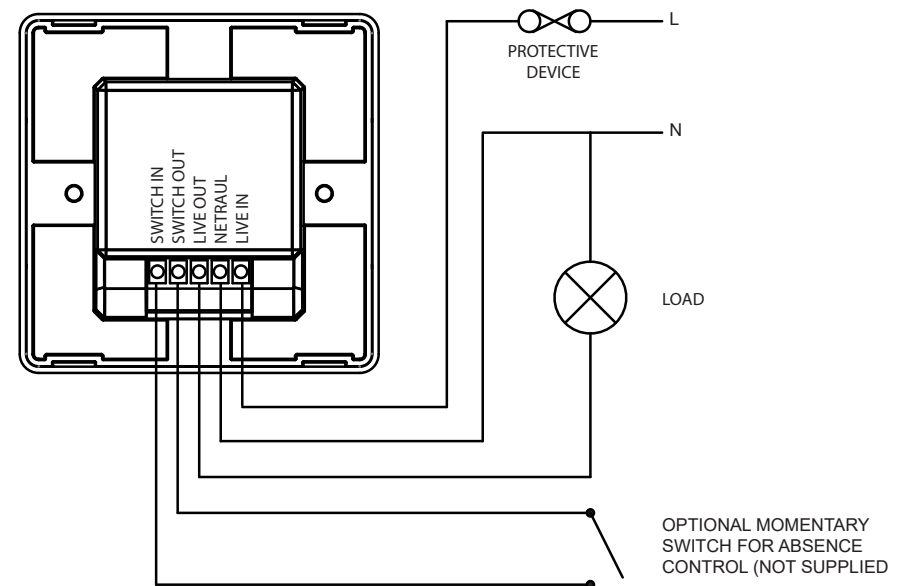 L
PROTECTIVE
DEVICE
N
SWITCH IN
SWITCH OUT
LIVE OUT
NETRAUL
LIVE IN
LOAD
OPTIONAL MOMENTARY
SWITCH FOR ABSENCE
CONTROL (NOT SUPPLIED